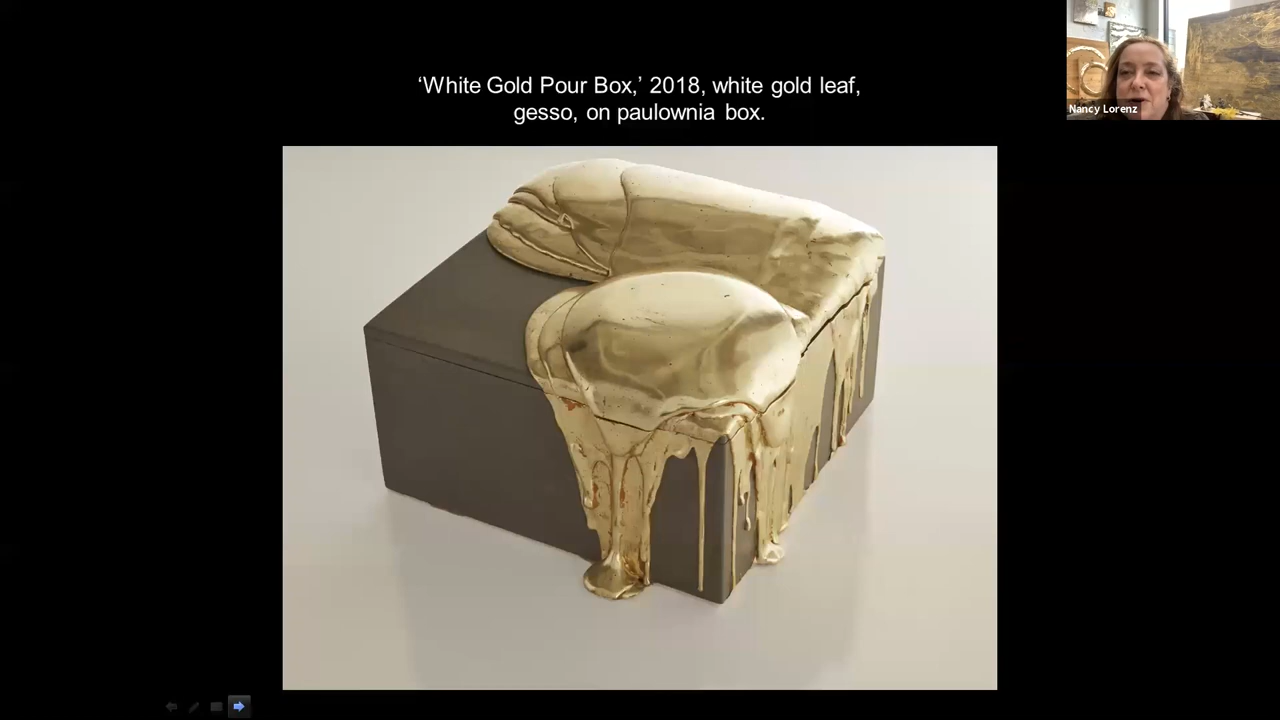 ‘White Gold Pour Box,’ 2018, white gold leaf,
gesso, on paulownia box.
Nancy Lorenz